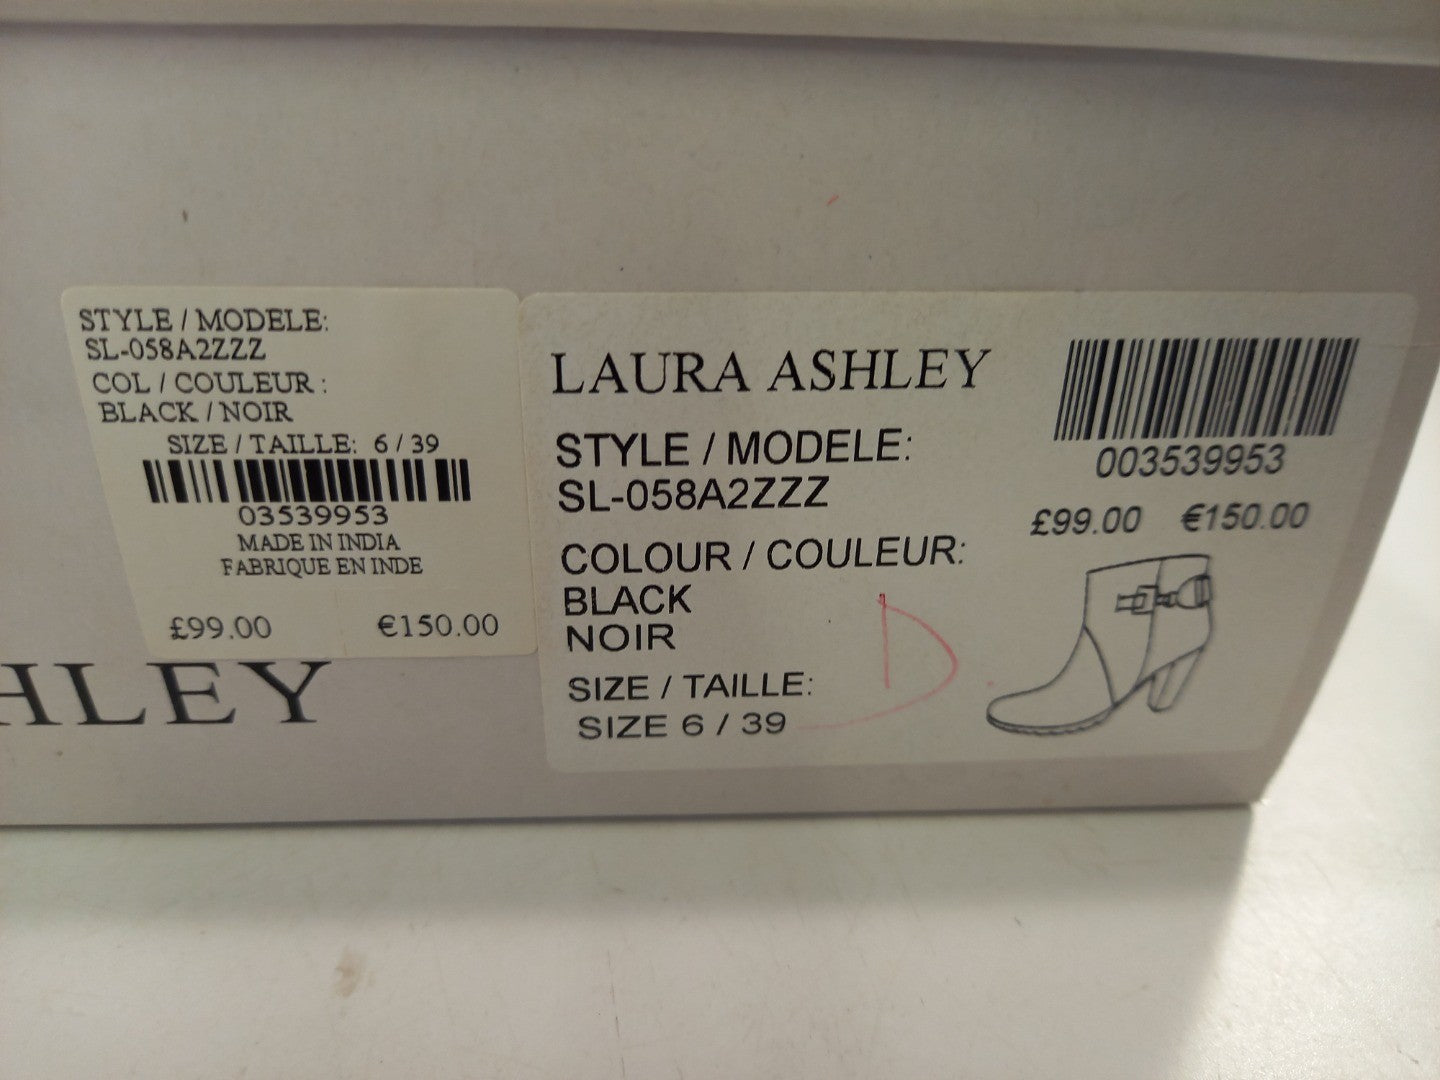 STYLE / MODELE:
SL-058A2ZZZ
COL / COULEUR :
BLACK / NOIR
SIZE / TAILLE: 6 / 39
03539953
MADE IN INDIA
FABRIQUE EN INDE
£99.00 €150.00
HLEY
LAURA ASHLEY
STYLE / MODELE:
SL-058A2ZZZ
COLOUR / COULEUR:
BLACK
NOIR
SIZE / TAILLE:
SIZE 6 / 39
003539953
£99.00 €150.00
D